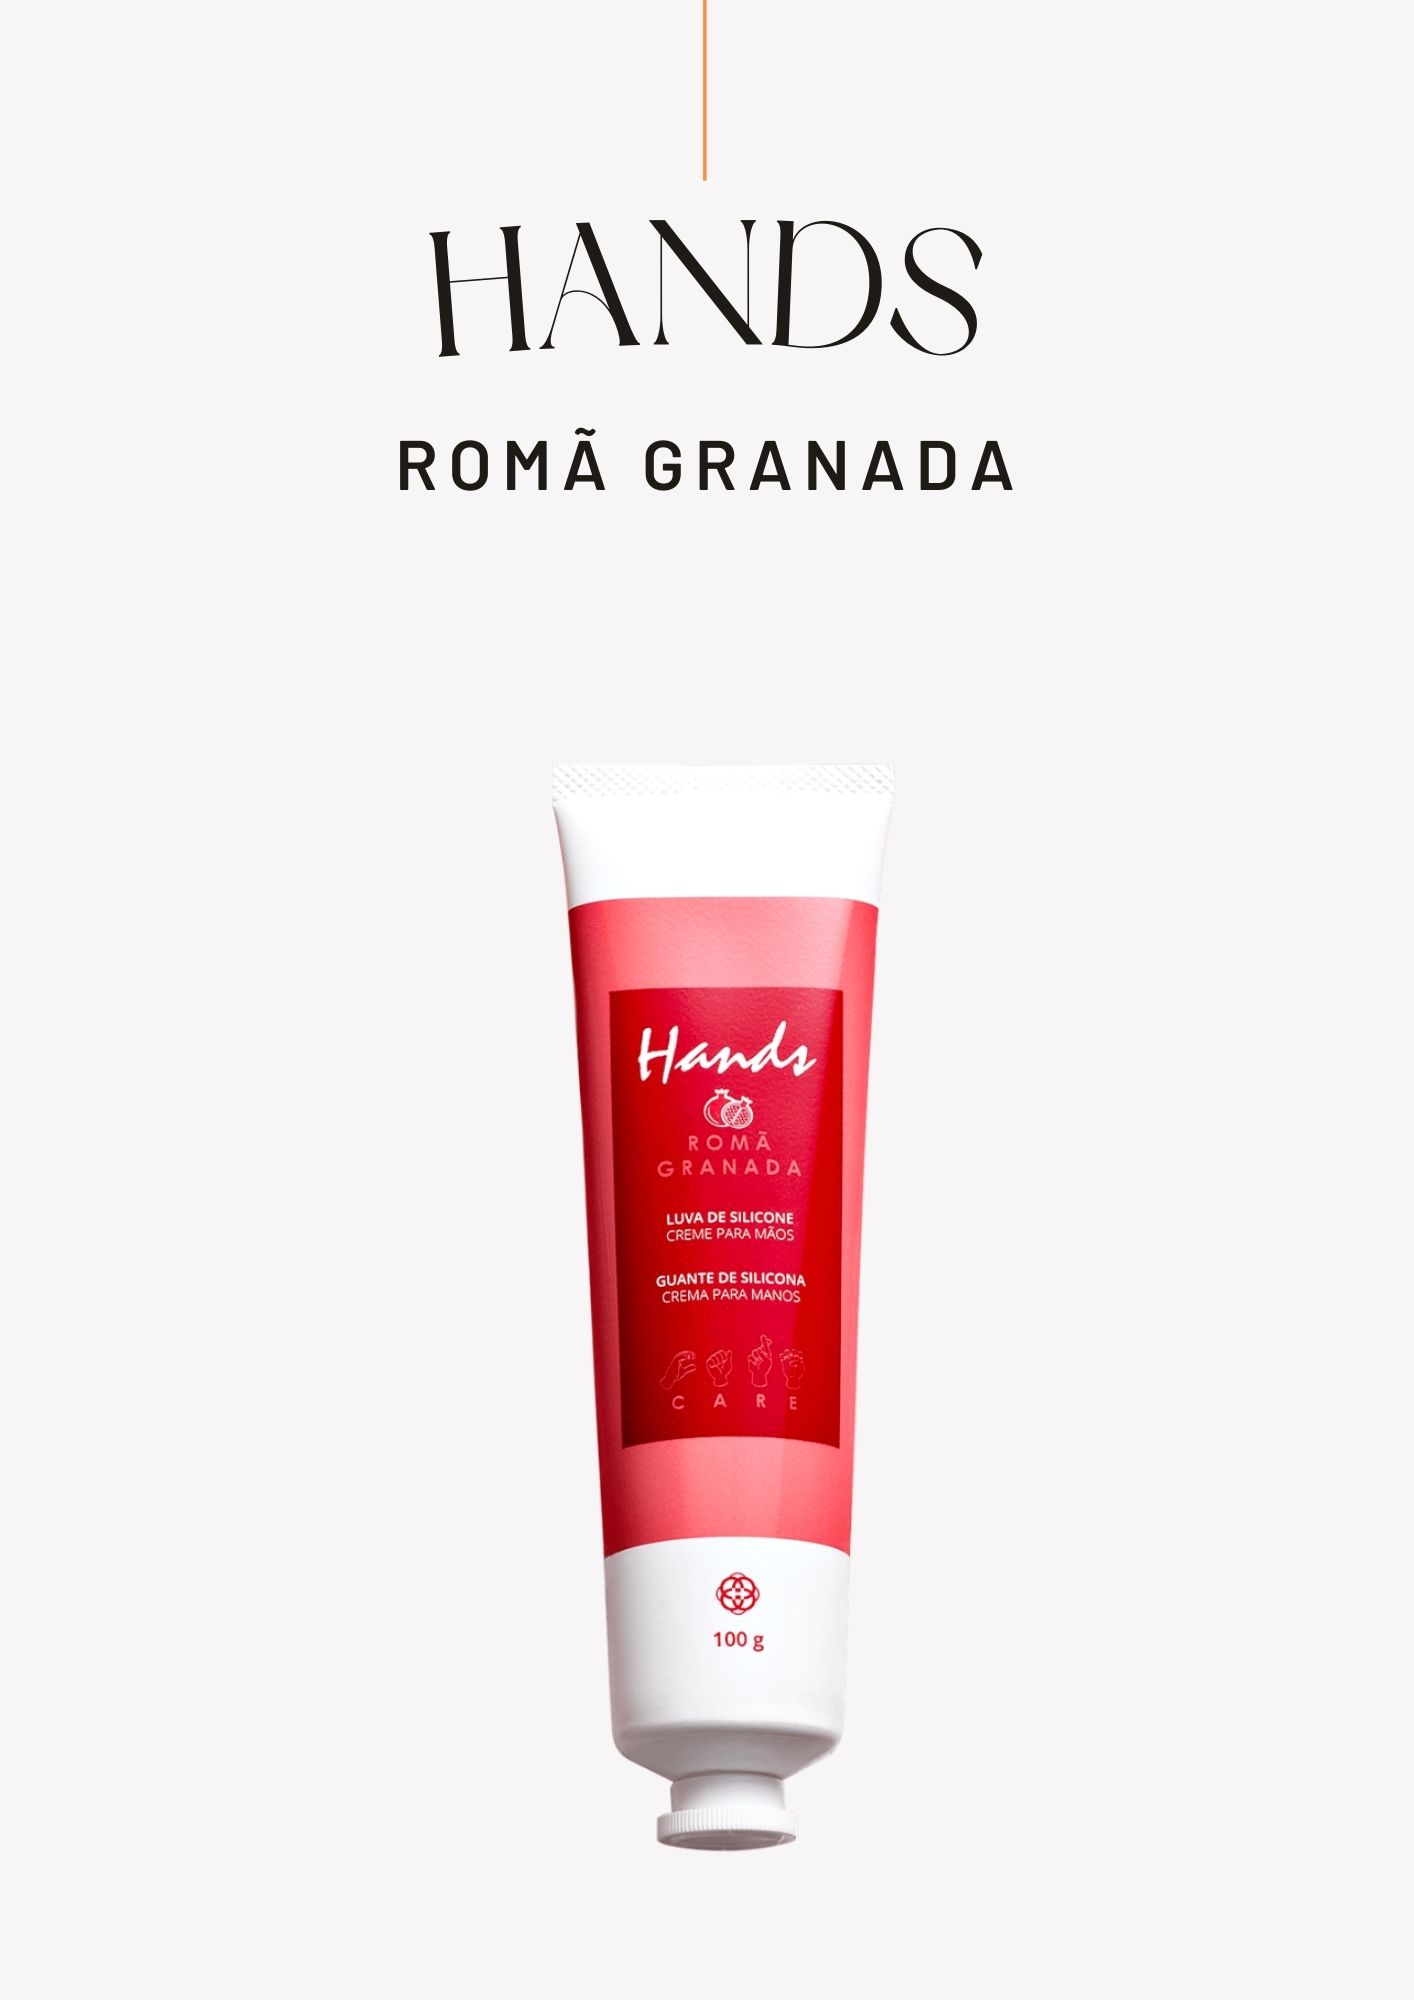 HANDS
ROMÃ GRANADA
Hands
ROMÃ
GRANADA
LUVA DE SILICONE
CREME PARA MÃOS
GUANTE DE SILICONA
CREMA PARA MANOS
C A R E
100 g